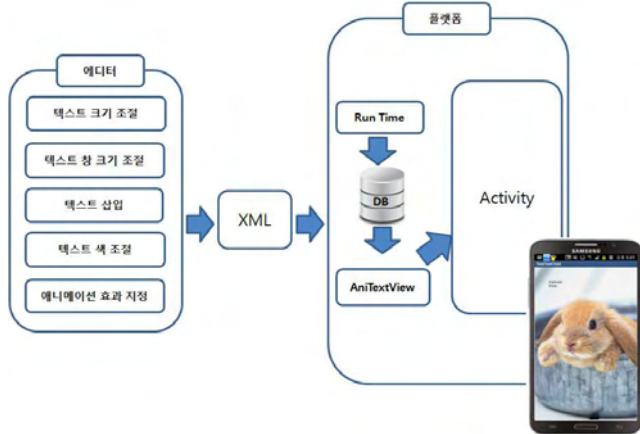 에디터
텍스트 크기 조절
텍스트 창 크기 조절
텍스트 삽입
텍스트 색 조절
애니메이션 효과 지정
XML
플랫폼
Run Time
DB
AniTextView
Activity
SAMSUNG